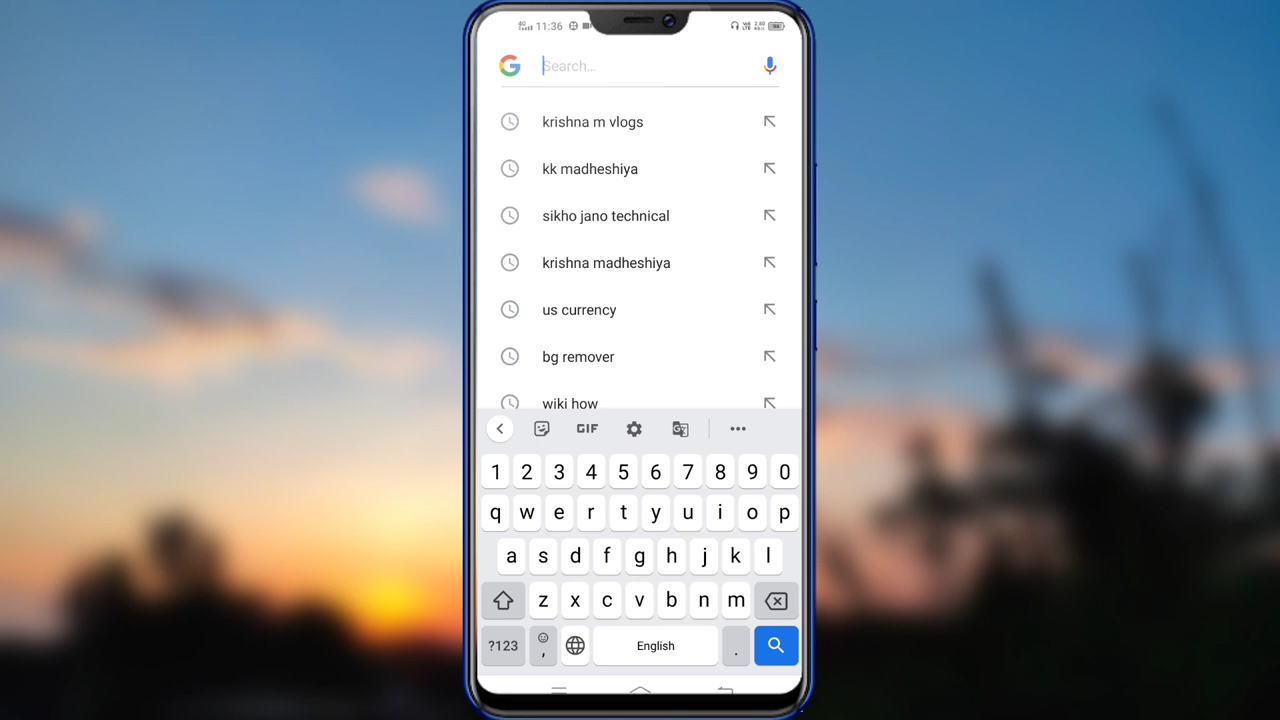 4G 11:36
Search...
krishna m vlogs
kk madheshiya
sikho jano technical
krishna madheshiya
us currency
bg remover
wiki how
GIF
1 2 3 4 5 6 7 8 9 0
q w e r t y u i o p
a s d f g h j k l
z x c v b n m
?123 , English .